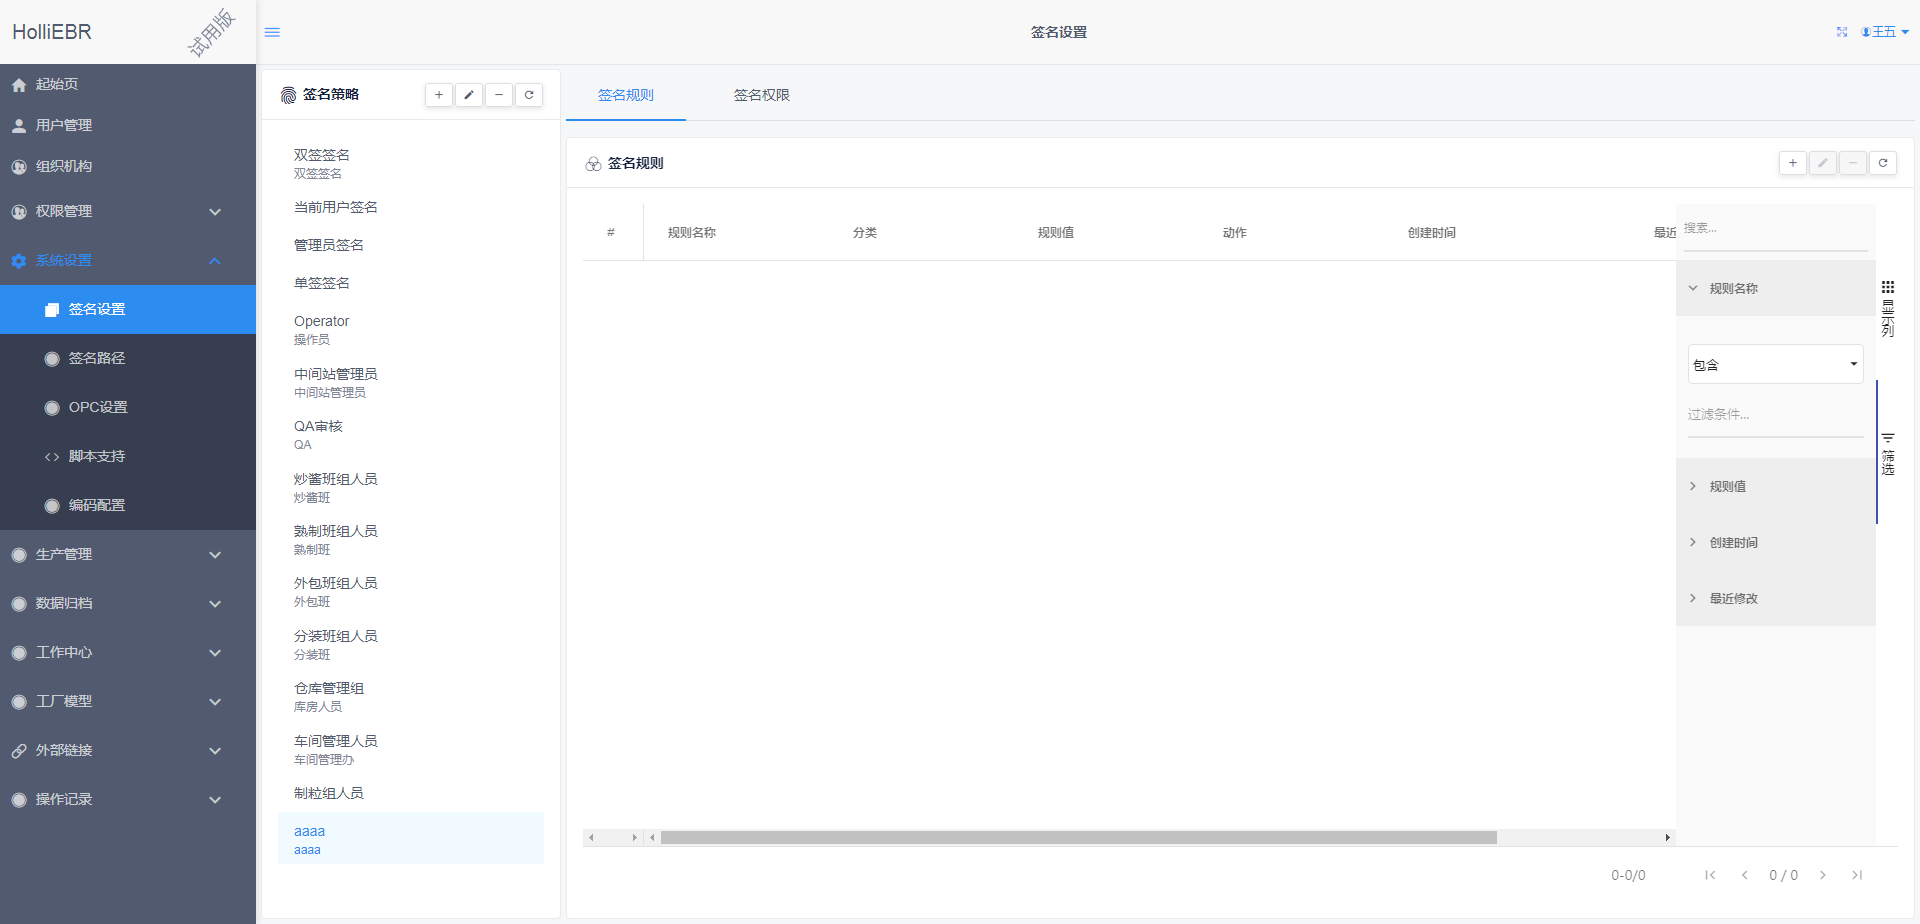 HolliEBR
试用版
签名设置
王五
起始页
用户管理
组织机构
权限管理
系统设置
签名设置
签名路径
OPC设置
脚本支持
编码配置
生产管理
数据归档
工作中心
工厂模型
外部链接
操作记录
签名策略
双签签名
双签签名
当前用户签名
管理员签名
单签签名
Operator
操作员
中间站管理员
中间站管理员
QA审核
QA
炒酱班组人员
炒酱班
熟制班组人员
熟制班
外包班组人员
外包班
分装班组人员
分装班
仓库管理组
库房人员
车间管理人员
车间管理办
制粒组人员
aaaa
aaaa
签名规则 签名权限
签名规则
# 规则名称 分类 规则值 动作 创建时间 最近
搜索...
规则名称
包含
过滤条件...
规则值
创建时间
最近修改
显示列
筛选
0-0/0 0 / 0